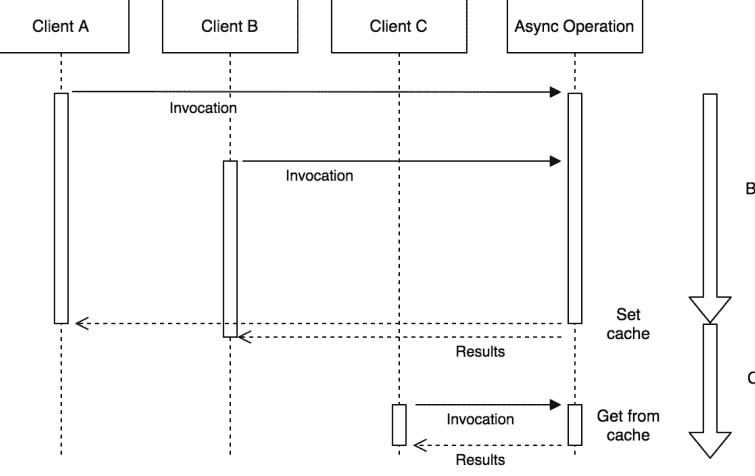 Client A
Client B
Client C
Async Operation
Invocation
Invocation
B
Set
cache
Results
C
Invocation
Get from
cache
Results